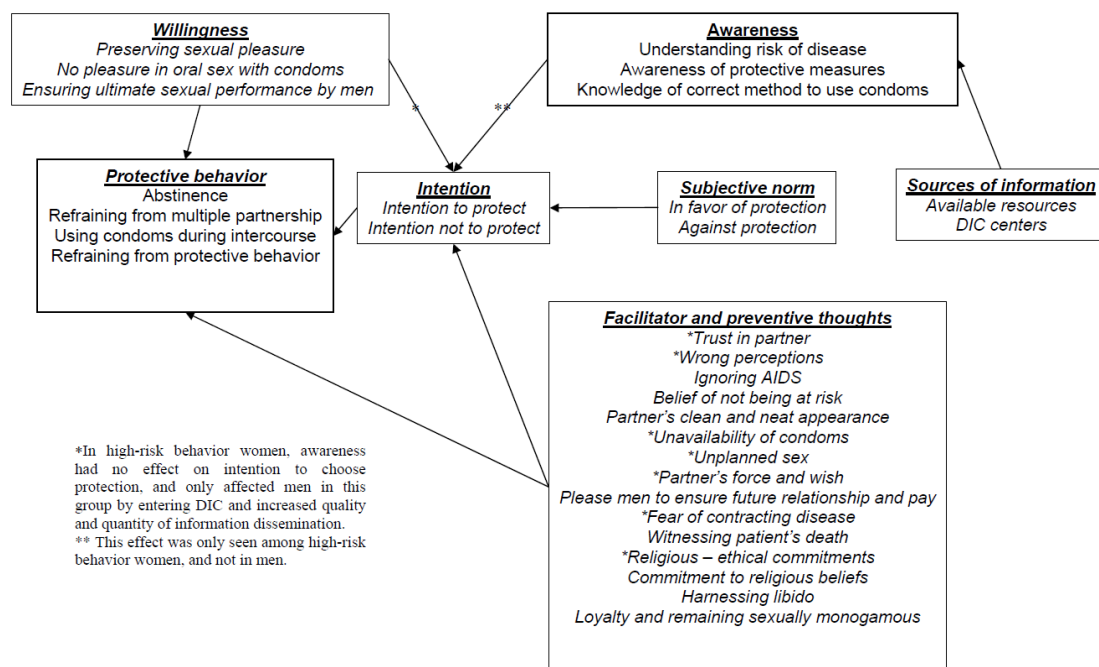 Willingness
Preserving sexual pleasure
No pleasure in oral sex with condoms
Ensuring ultimate sexual performance by men
Awareness
Understanding risk of disease
Awareness of protective measures
Knowledge of correct method to use condoms
*
**
Protective behavior
Abstinence
Refraining from multiple partnership
Using condoms during intercourse
Refraining from protective behavior
Intention
Intention to protect
Intention not to protect
Subjective norm
In favor of protection
Against protection
Sources of information
Available resources
DIC centers
Facilitator and preventive thoughts
*Trust in partner
*Wrong perceptions
Ignoring AIDS
Belief of not being at risk
Partner's clean and neat appearance
*Unavailability of condoms
*Unplanned sex
*Partner's force and wish
Please men to ensure future relationship and pay
*Fear of contracting disease
Witnessing patient's death
*Religious – ethical commitments
Commitment to religious beliefs
Harnessing libido
Loyalty and remaining sexually monogamous
*In high-risk behavior women, awareness
had no effect on intention to choose
protection, and only affected men in this
group by entering DIC and increased quality
and quantity of information dissemination.
** This effect was only seen among high-risk
behavior women, and not in men.